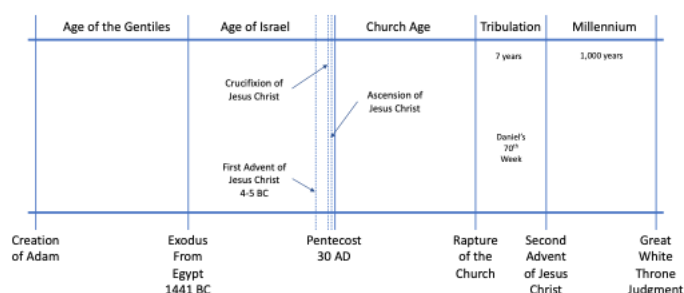 Age of the Gentiles
Age of Israel
Church Age
Tribulation
Millennium
7 years
1,000 years
Crucifixion of
Jesus Christ
Ascension of
Jesus Christ
Daniel's
70th
Week
First Advent of
Jesus Christ
4-5 BC
Creation
of Adam
Exodus
From
Egypt
1441 BC
Pentecost
30 AD
Rapture
of the
Church
Second
Advent
of Jesus
Christ
Great
White
Throne
Judgment